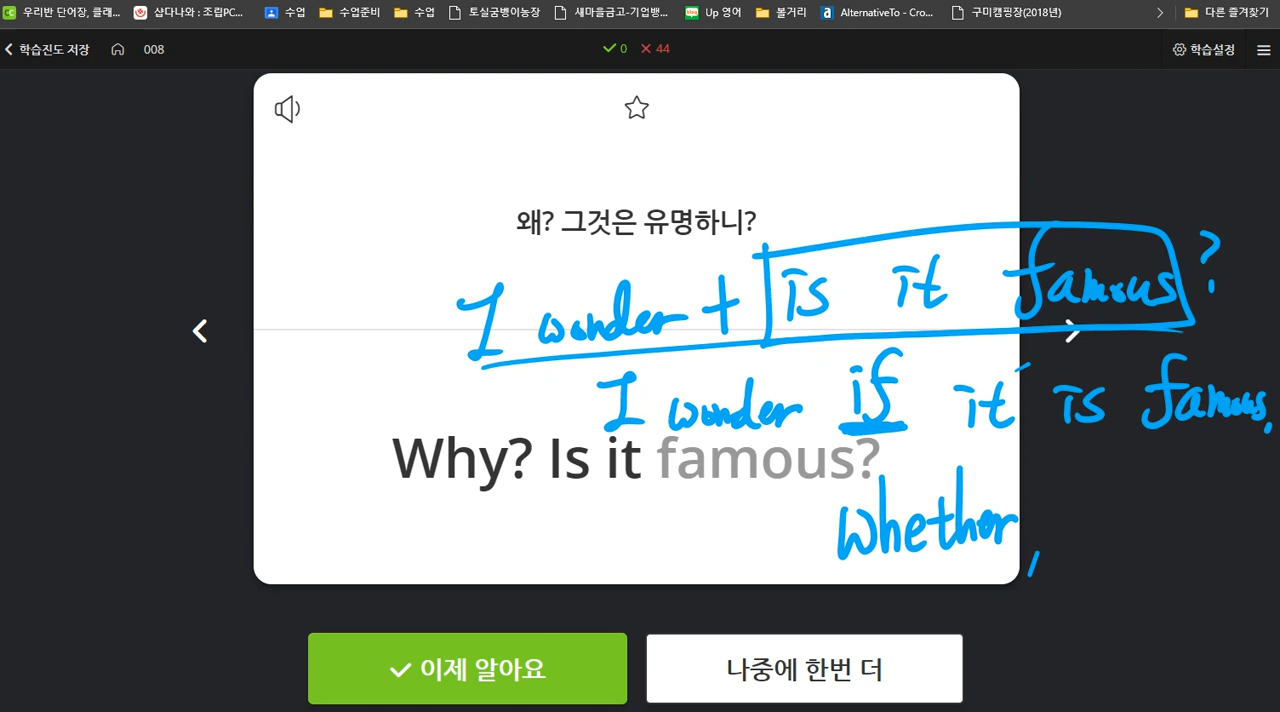 우리반 단어장, 클래... 샵다나와 : 조립PC... 수업 수업준비 수업 토실굼벵이농장 새마을금고-기업뱅... Up 영어 볼거리 AlternativeTo - Cro... 구미캠핑장(2018년) 다른 즐겨찾기
학습진도 저장 008 0 44 학습설정
왜? 그것은 유명하니?
I wonder + is it famous?
I wonder if it is famous,
Why? Is it famous?
whether,
이제 알아요 나중에 한번 더